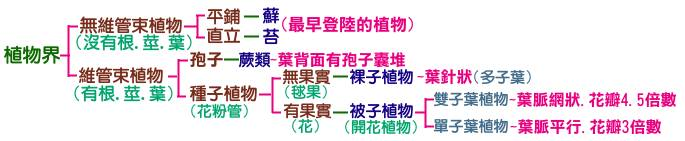 植物界
無維管束植物
(沒有根.莖.葉)
平鋪 — 蘚
直立 — 苔
(最早登陸的植物)
維管束植物
(有根.莖.葉)
孢子 — 蕨類~葉背面有孢子囊堆
種子植物
(花粉管)
無果實 — 裸子植物 ~葉針狀(多子葉)
(毬果)
有果實 — 被子植物
(花) (開花植物)
雙子葉植物~葉脈網狀.花瓣4.5倍數
單子葉植物~葉脈平行.花瓣3倍數